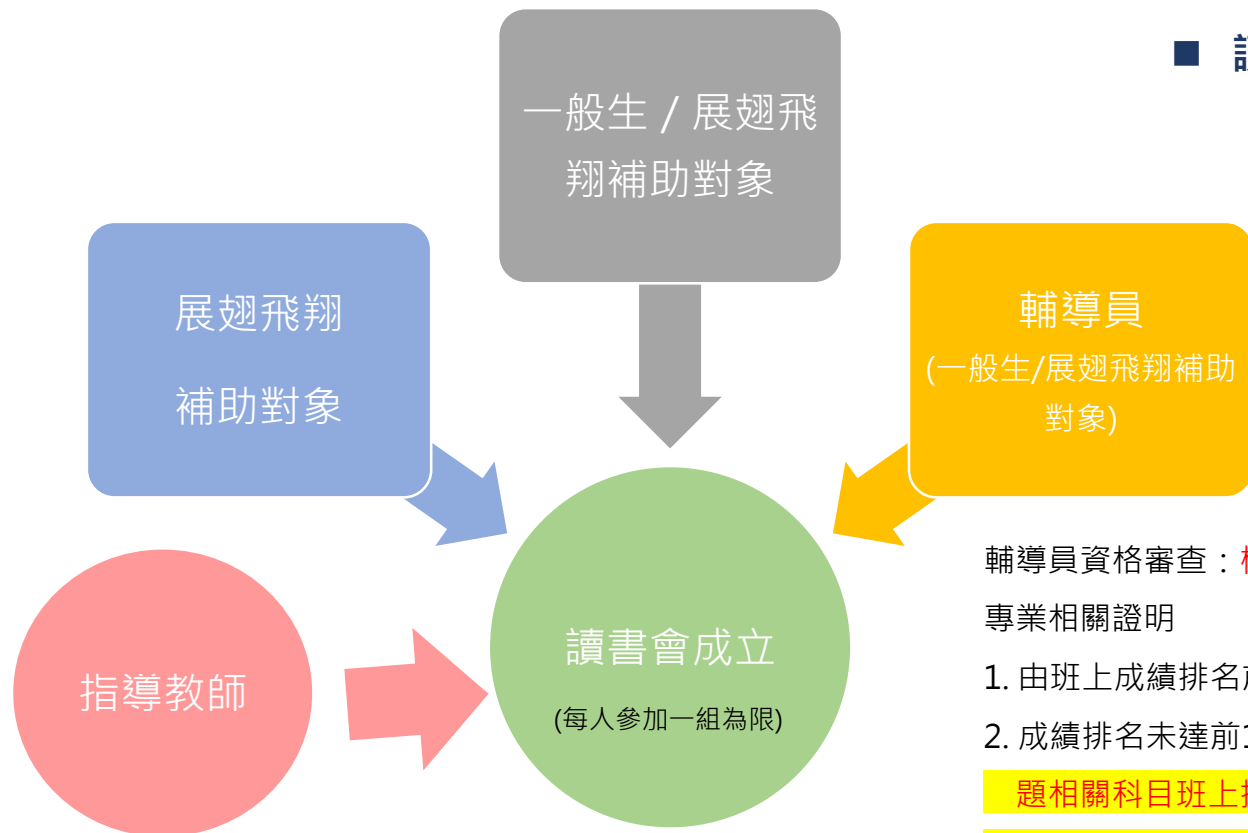 一般生 / 展翅飛
翔補助對象
展翅飛翔
補助對象
輔導員
(一般生/展翅飛翔補助
對象)
指導教師
讀書會成立
(每人參加一組為限)
輔導員資格審查：
專業相關證明
1. 由班上成績排名
2. 成績排名未達前
題相關科目班上